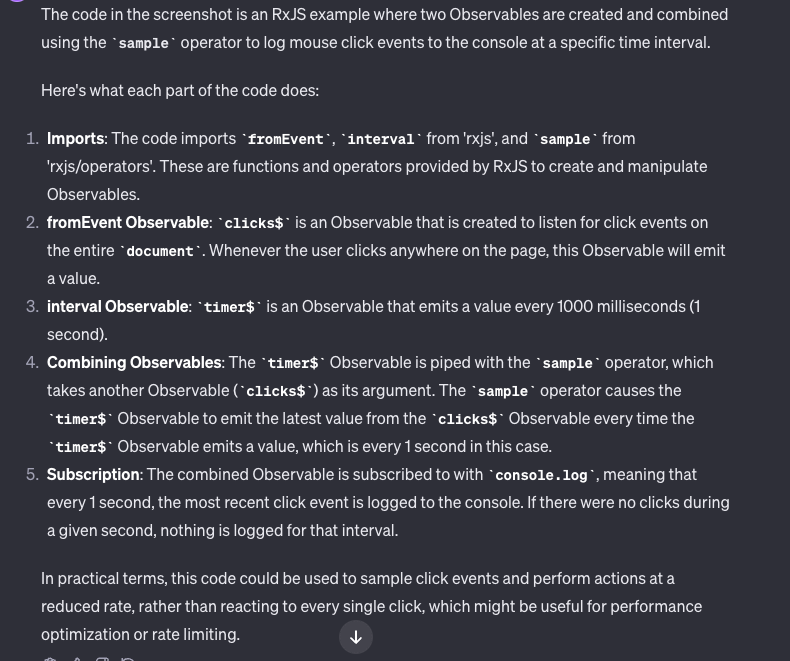 The code in the screenshot is an RxJS example where two Observables are created and combined
using the `sample` operator to log mouse click events to the console at a specific time interval.
Here's what each part of the code does:
1. Imports: The code imports `fromEvent`, `interval` from 'rxjs', and `sample` from
'rxjs/operators'. These are functions and operators provided by RxJS to create and manipulate
Observables.
2. fromEvent Observable: `clicks$` is an Observable that is created to listen for click events on
the entire `document`. Whenever the user clicks anywhere on the page, this Observable will emit
a value.
3. interval Observable: `timer$` is an Observable that emits a value every 1000 milliseconds (1
second).
4. Combining Observables: The `timer$` Observable is piped with the `sample` operator, which
takes another Observable (`clicks$`) as its argument. The `sample` operator causes the
`timer$` Observable to emit the latest value from the `clicks$` Observable every time the
`timer$` Observable emits a value, which is every 1 second in this case.
5. Subscription: The combined Observable is subscribed to with `console.log`, meaning that
every 1 second, the most recent click event is logged to the console. If there were no clicks during
a given second, nothing is logged for that interval.
In practical terms, this code could be used to sample click events and perform actions at a
reduced rate, rather than reacting to every single click, which might be useful for performance
optimization or rate limiting.